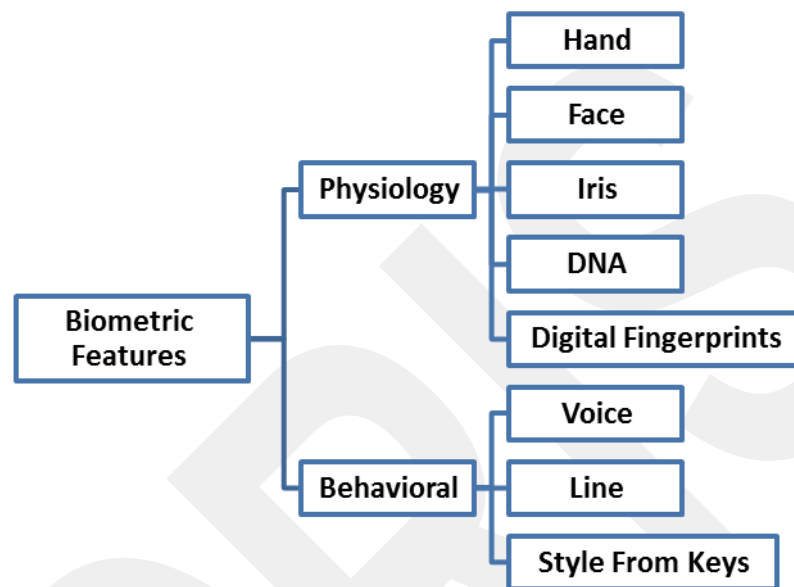 Biometric
Features
Physiology
Hand
Face
Iris
DNA
Digital Fingerprints
Behavioral
Voice
Line
Style From Keys